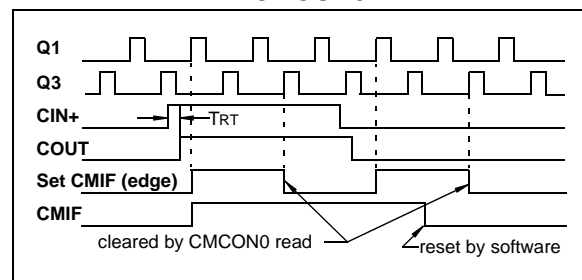 Q1
Q3
CIN+
TRT
COUT
Set CMIF (edge)
CMIF
cleared by CMCON0 read
reset by software